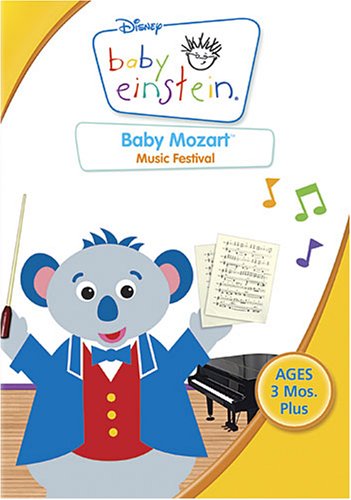 Disney
baby
einstein®
Baby Mozart™
Music Festival
AGES
3 Mos.
Plus